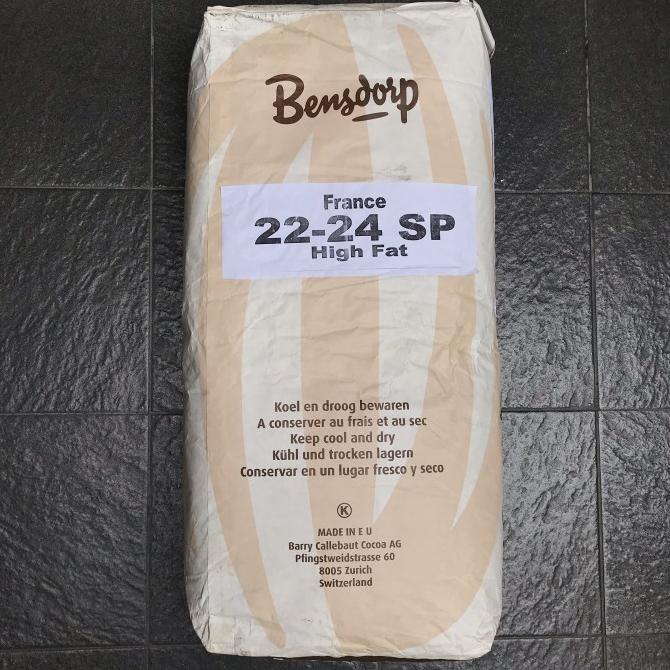 Bensdorp
France
22-24 SP
High Fat
Koel en droog bewaren
A conserver au frais et au sec
Keep cool and dry
Kühl und trocken lagern
Conservar en un lugar fresco y seco
K
MADE IN E U
Barry Callebaut Cocoa AG
Pfingstweidstrasse 60
8005 Zurich
Switzerland